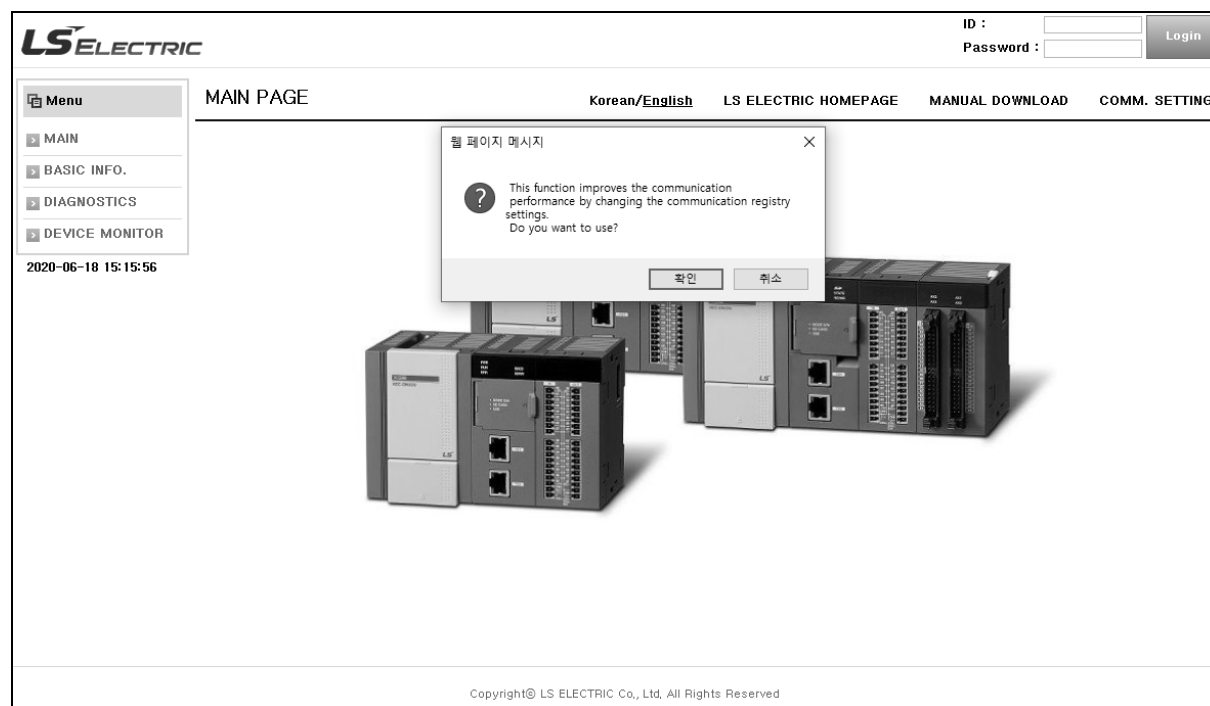 LS ELECTRIC
ID :
Password :
Login
Menu
MAIN PAGE
Korean/English
LS ELECTRIC HOMEPAGE
MANUAL DOWNLOAD
COMM. SETTING
MAIN
BASIC INFO.
DIAGNOSTICS
DEVICE MONITOR
2020-06-18 15:15:56
웹 페이지 메시지
This function improves the communication
performance by changing the communication registry
settings.
Do you want to use?
확인
취소
LS
LS
LS
Copyright© LS ELECTRIC Co., Ltd, All Rights Reserved